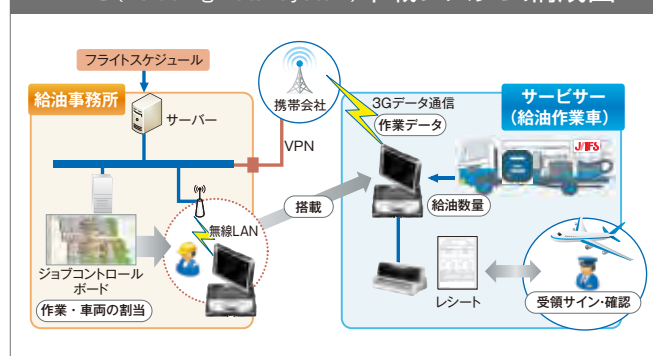 フライトスケジュール
給油事務所
サーバー
携帯会社
VPN
3Gデータ通信
作業データ
サービサー
(給油作業車)
給油数量
搭載
無線LAN
ジョブコントロール
ボード
作業・車両の割当
レシート
受領サイン・確認